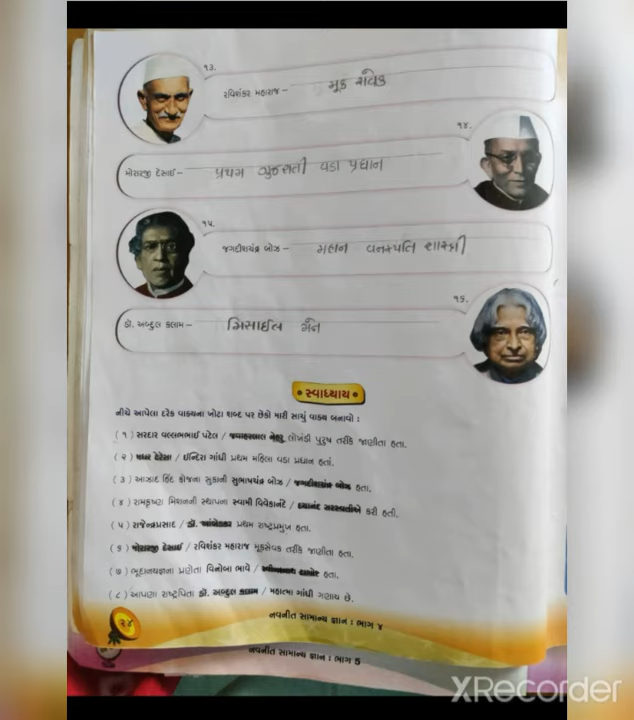 ૧૩.
રવિશંકર મહારાજ – મૂક સેવક
૧૪.
મોરારજી દેસાઈ – પ્રથમ ગુજરાતી વડા પ્રધાન
૧૫.
જગદીશચંદ્ર બોઝ – મહાન વનસ્પતિ શાસ્ત્રી
૧૬.
ડૉ. અબ્દુલ કલામ – મિસાઈલ મેન
• સ્વાધ્યાય •
નીચે આપેલા દરેક વાક્યના ખોટા શબ્દ પર છેકો મારી સાચું વાક્ય બનાવો :
( ૧ ) સરદાર વલ્લભભાઈ પટેલ / જવાહરલાલ નેહરુ લોખંડી પુરુષ તરીકે જાણીતા હતા.
( ૨ ) મધર ટેરેસા / ઇન્દિરા ગાંધી પ્રથમ મહિલા વડા પ્રધાન હતાં.
( ૩ ) આઝાદ હિંદ ફોજના સુકાની સુભાષચંદ્ર બોઝ / જગદીશચંદ્ર બોઝ હતા.
( ૪ ) રામકૃષ્ણ મિશનની સ્થાપના સ્વામી વિવેકાનંદે / દયાનંદ સરસ્વતીએ કરી હતી.
( ૫ ) રાજેન્દ્રપ્રસાદ / ડૉ. આંબેડકર પ્રથમ રાષ્ટ્રપ્રમુખ હતા.
( ૬ ) મોરારજી દેસાઈ / રવિશંકર મહારાજ મૂકસેવક તરીકે જાણીતા હતા.
( ૭ ) ભૂદાનયજ્ઞના પ્રણેતા વિનોબા ભાવે / રવીન્દ્રનાથ ઠાકોર હતા.
( ૮ ) આપણા રાષ્ટ્રપિતા ડૉ. અબ્દુલ કલામ / મહાત્મા ગાંધી ગણાય છે.
૨૪
નવનીત સામાન્ય જ્ઞાન : ભાગ ૪
નવનીત સામાન્ય જ્ઞાન : ભાગ 5
XRecorder